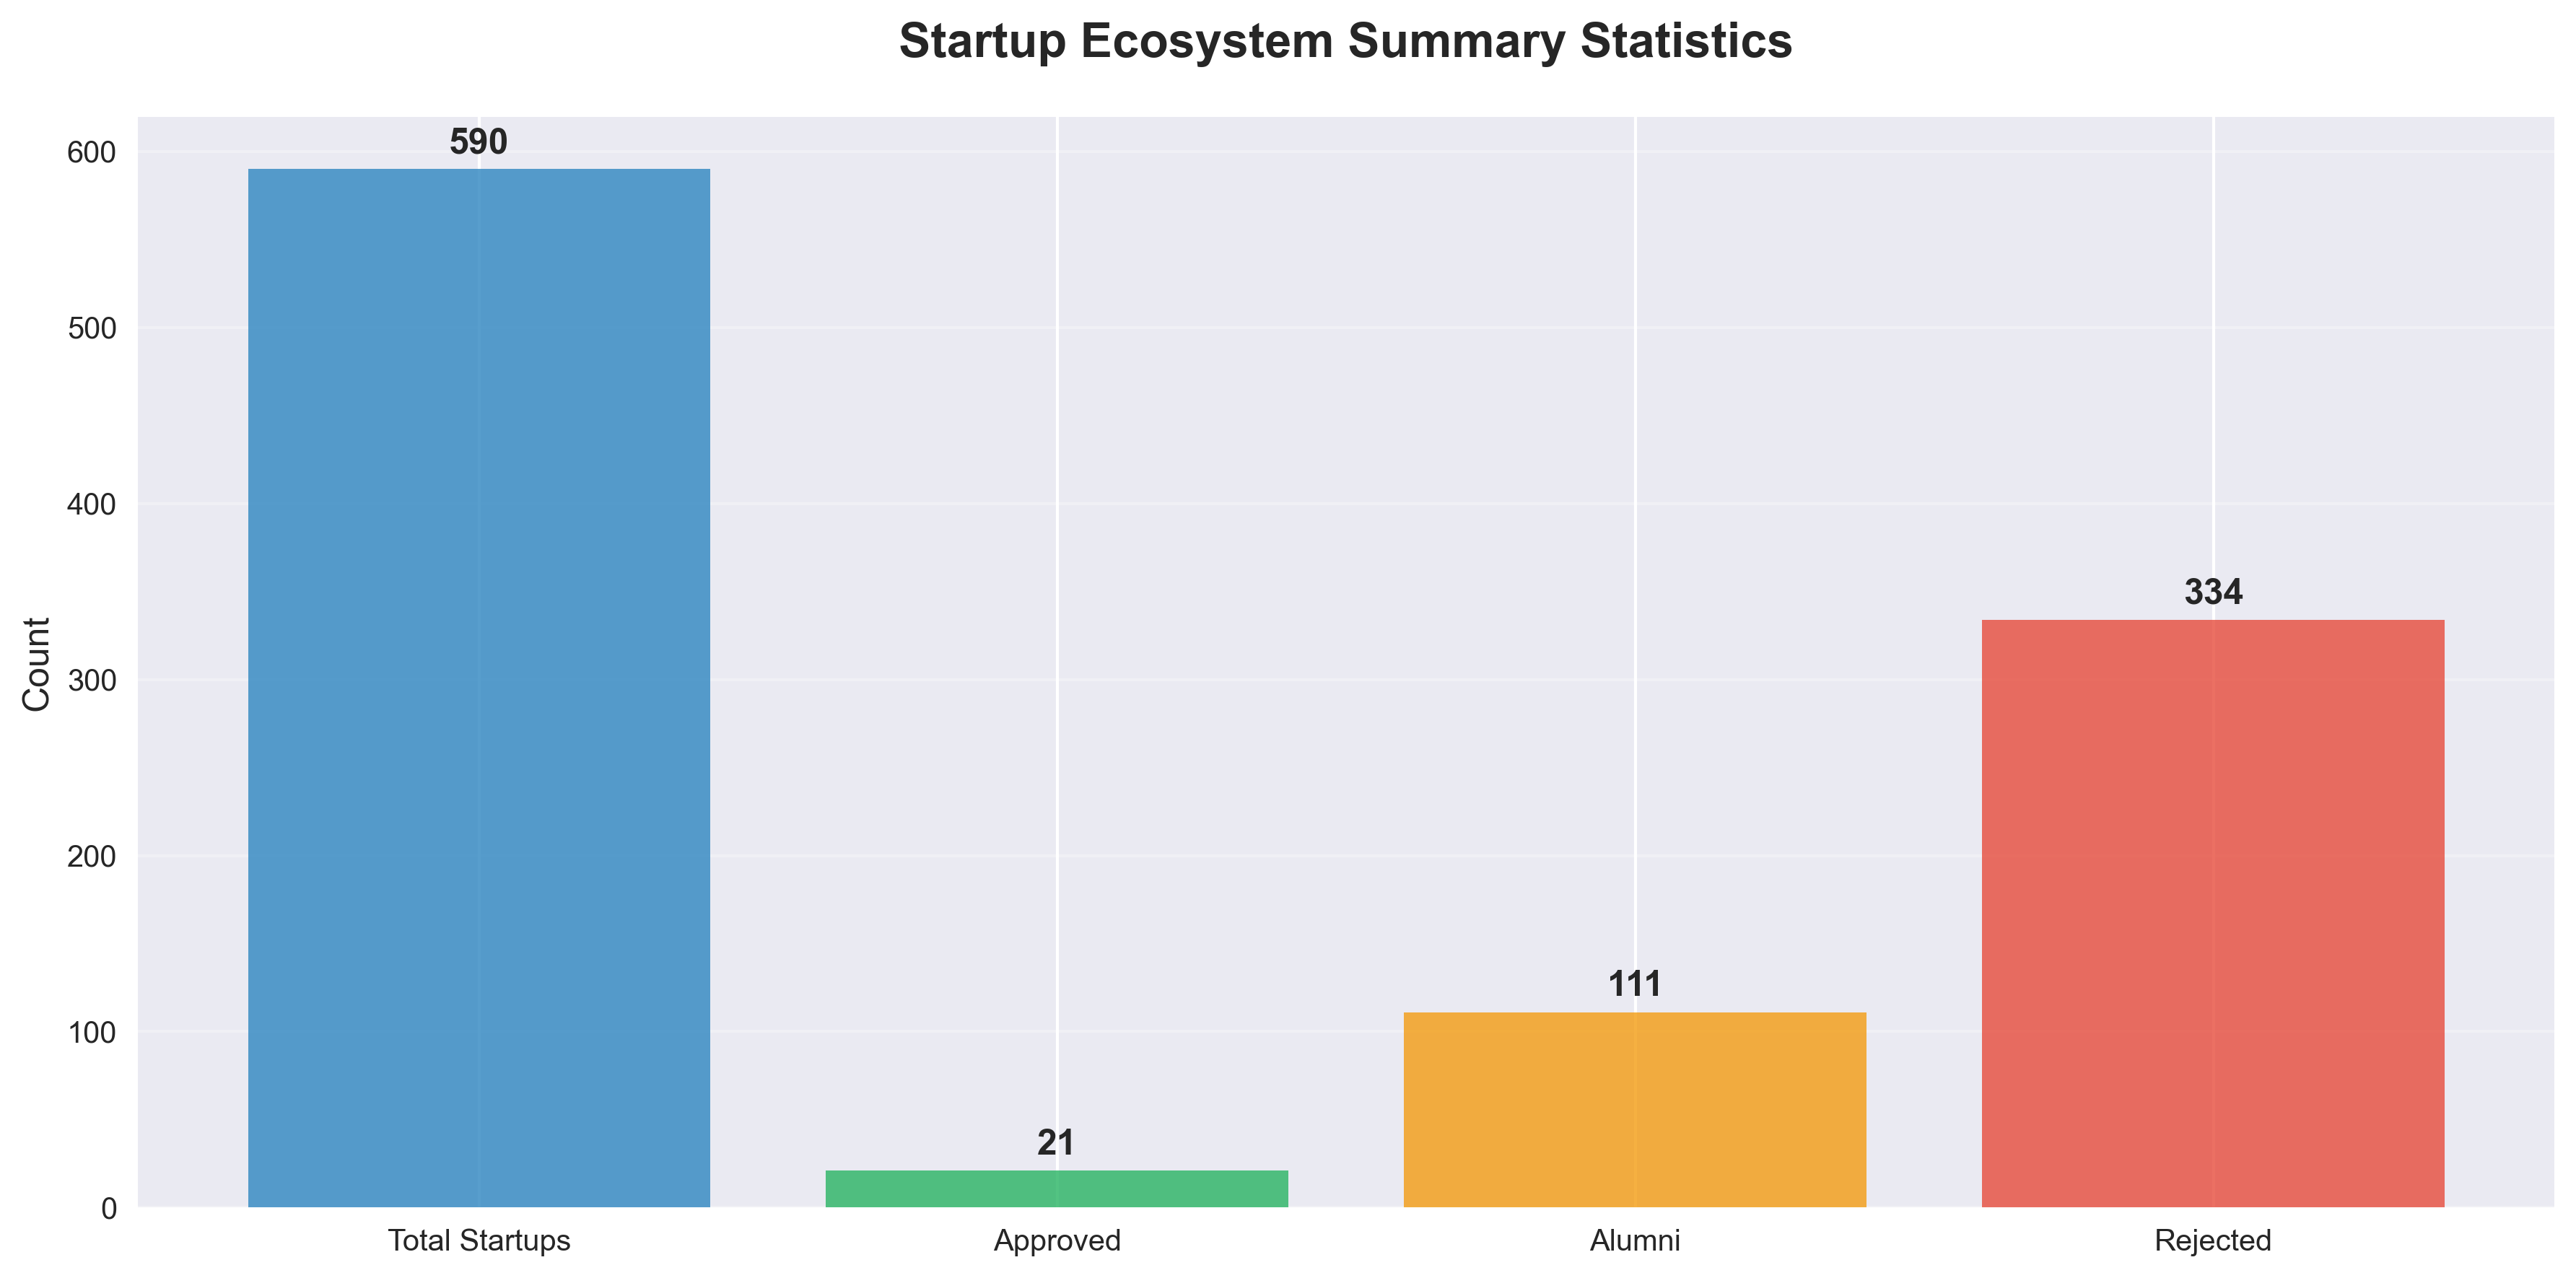 Startup Ecosystem Summary Statistics
600
500
400
300
200
100
0
Count
590
21
111
334
Total Startups
Approved
Alumni
Rejected